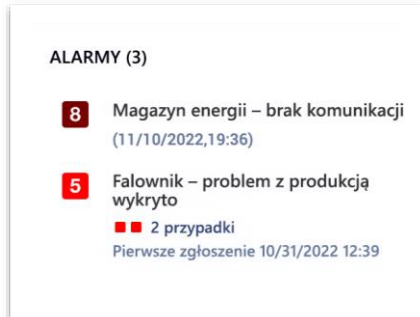 ALARMY (3)
8
Magazyn energii – brak komunikacji
(11/10/2022,19:36)
5
Falownik – problem z produkcją
wykryto
2 przypadki
Pierwsze zgłoszenie 10/31/2022 12:39